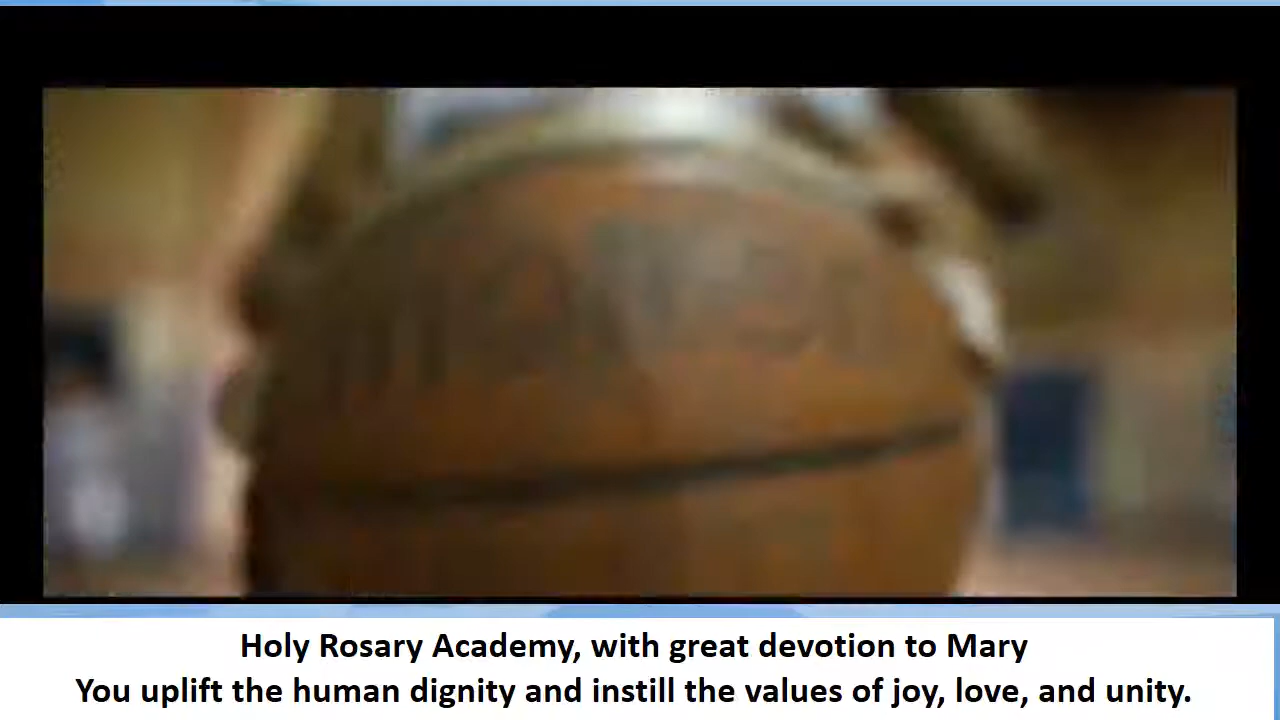 Holy Rosary Academy, with great devotion to Mary
You uplift the human dignity and instill the values of joy, love, and unity.